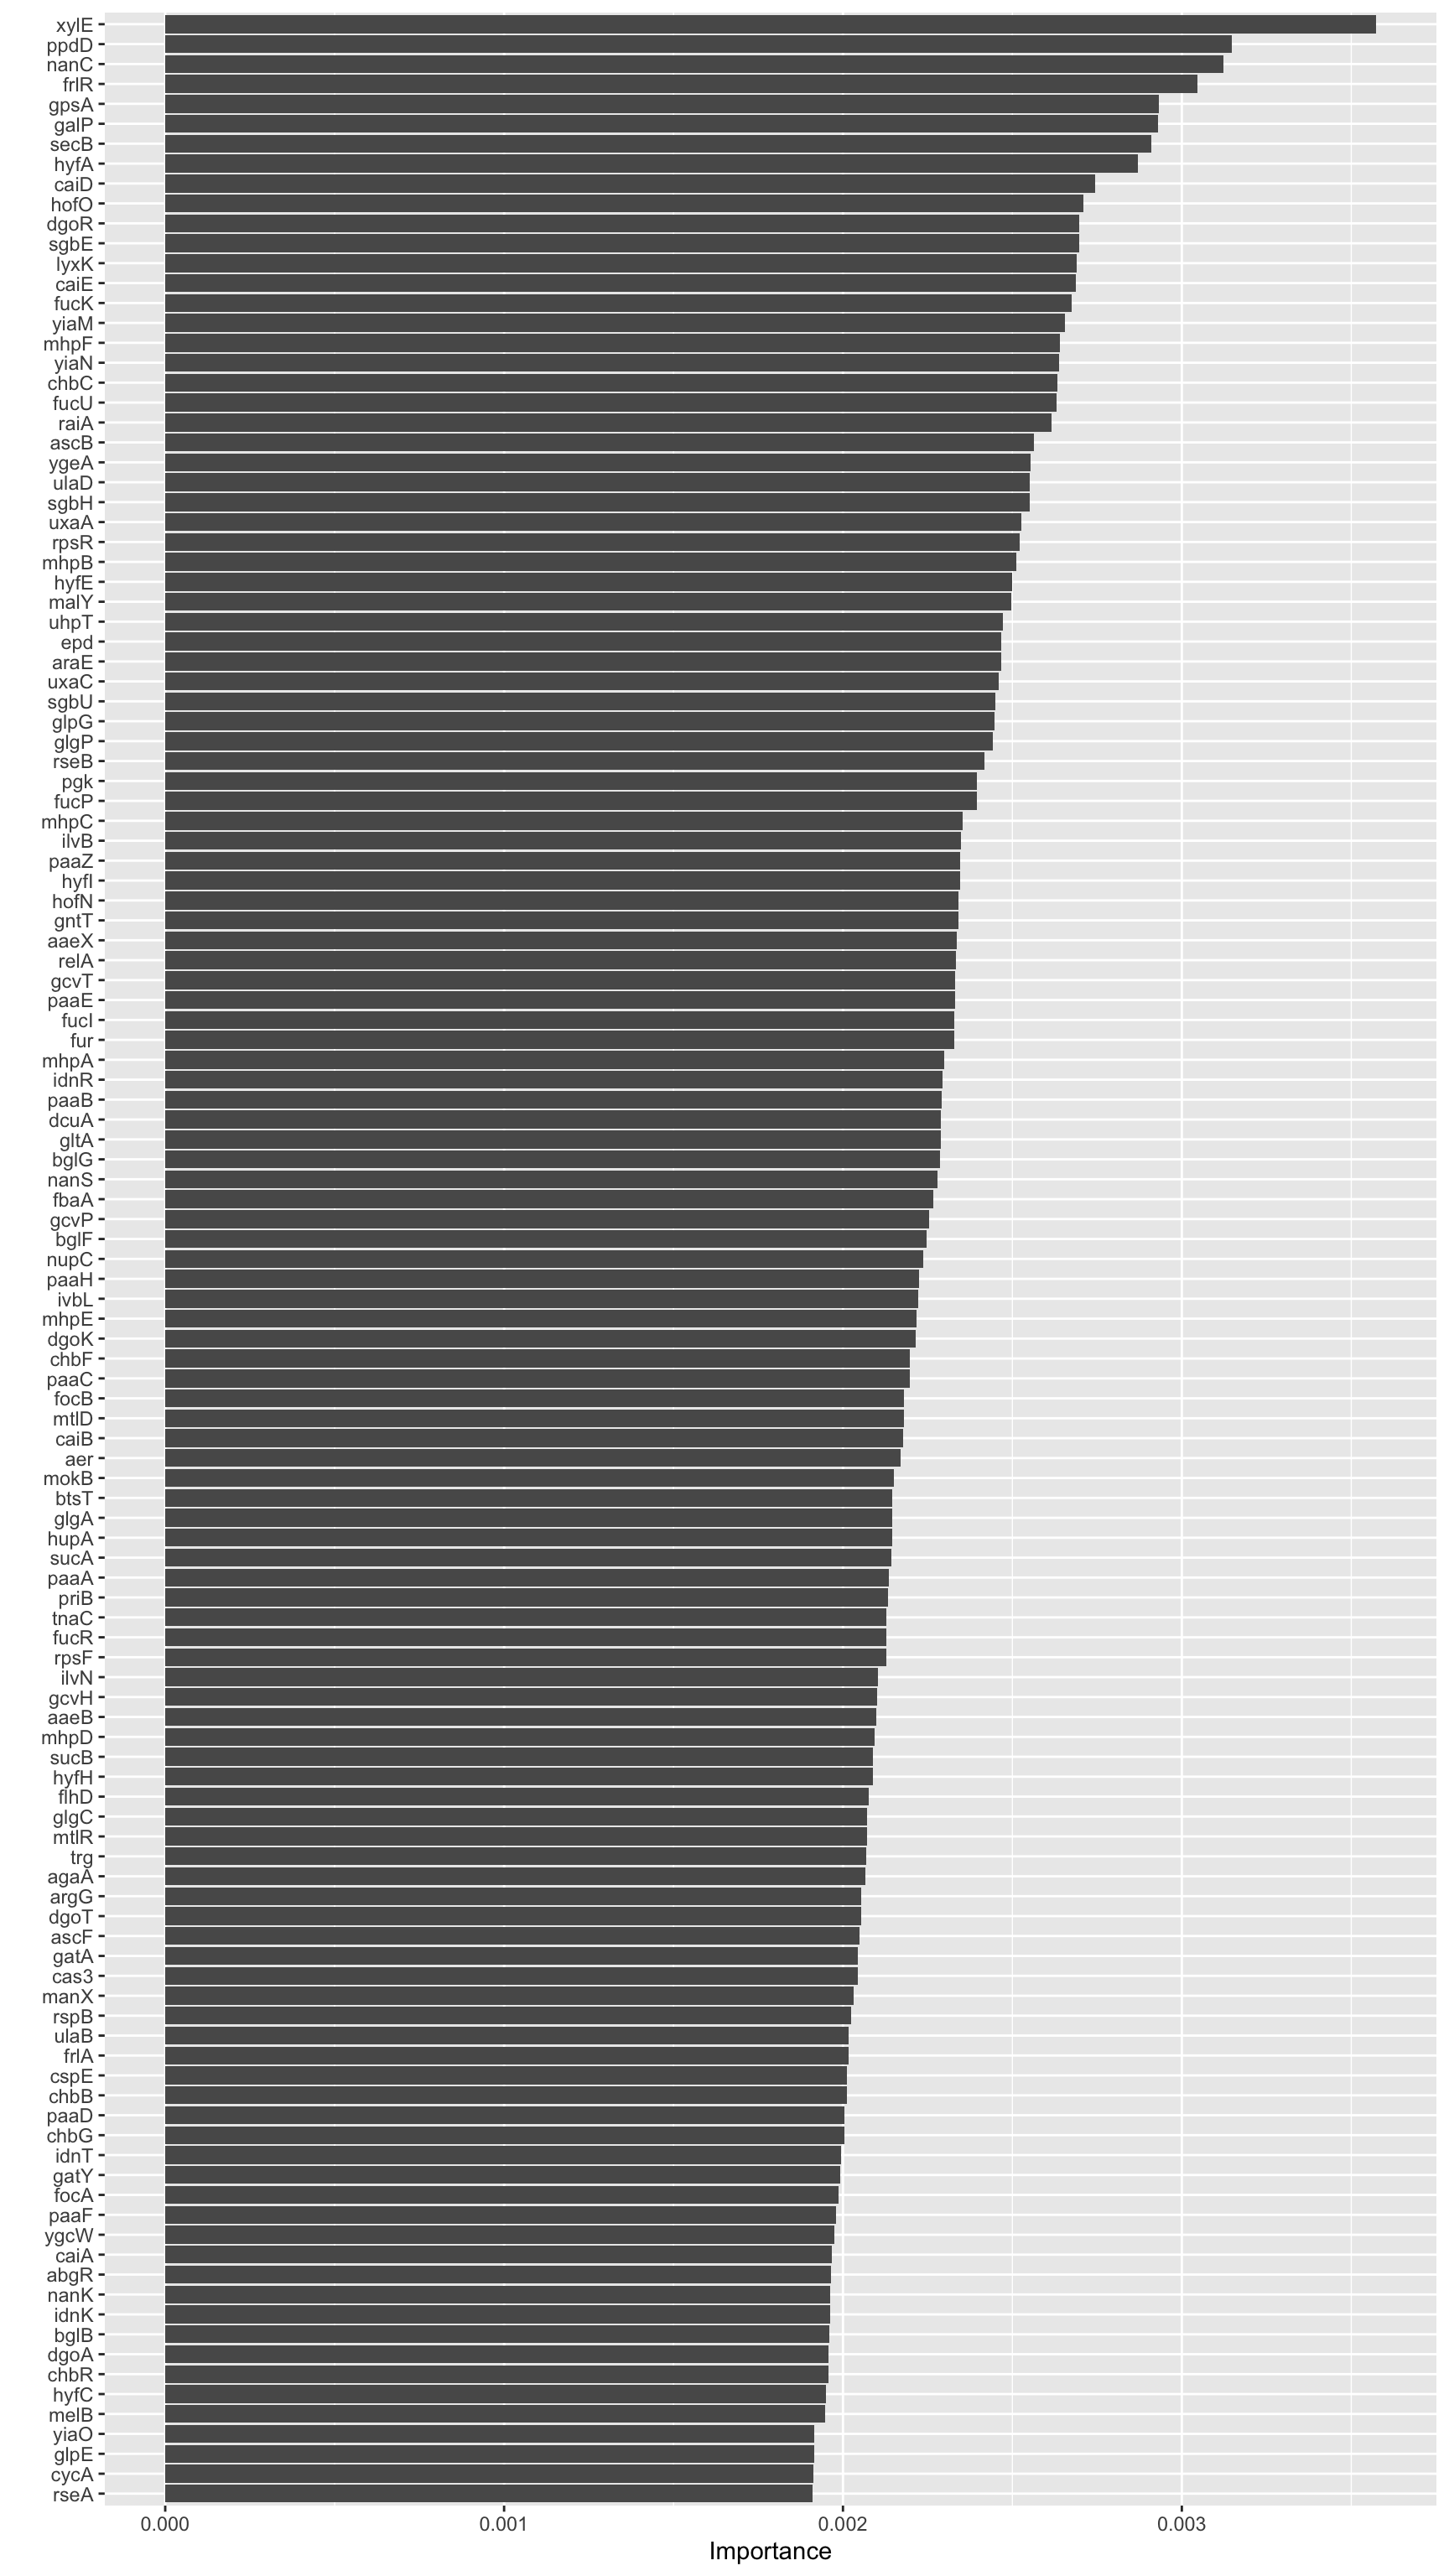 xylE
ppdD
nanC
frlR
gpsA
galP
secB
hyfA
caiD
hofO
dgoR
sgbE
lyxK
caiE
fucK
yiaM
mhpF
yiaN
chbC
fucU
raiA
ascB
ygeA
ulaD
sgbH
uxaA
rpsR
mhpB
hyfE
malY
uhpT
epd
araE
uxaC
sgbU
glpG
glgP
rseB
pgk
fucP
mhpC
ilvB
paaZ
hyfI
hofN
gntT
aaeX
relA
gcvT
paaE
fucI
fur
mhpA
idnR
paaB
dcuA
gltA
bglG
nanS
fbaA
gcvP
bglF
nupC
paaH
ivbL
mhpE
dgoK
chbF
paaC
focB
mtlD
caiB
aer
mokB
btsT
glgA
hupA
sucA
paaA
priB
tnaC
fucR
rpsF
ilvN
gcvH
aaeB
mhpD
sucB
hyfH
flhD
glgC
mtlR
trg
agaA
argG
dgoT
ascF
gatA
cas3
manX
rspB
ulaB
frlA
cspE
chbB
paaD
chbG
idnT
gatY
focA
paaF
ygcW
caiA
abgR
nanK
idnK
bglB
dgoA
chbR
hyfC
melB
yiaO
glpE
cycA
rseA
0.000 0.001 0.002 0.003
Importance